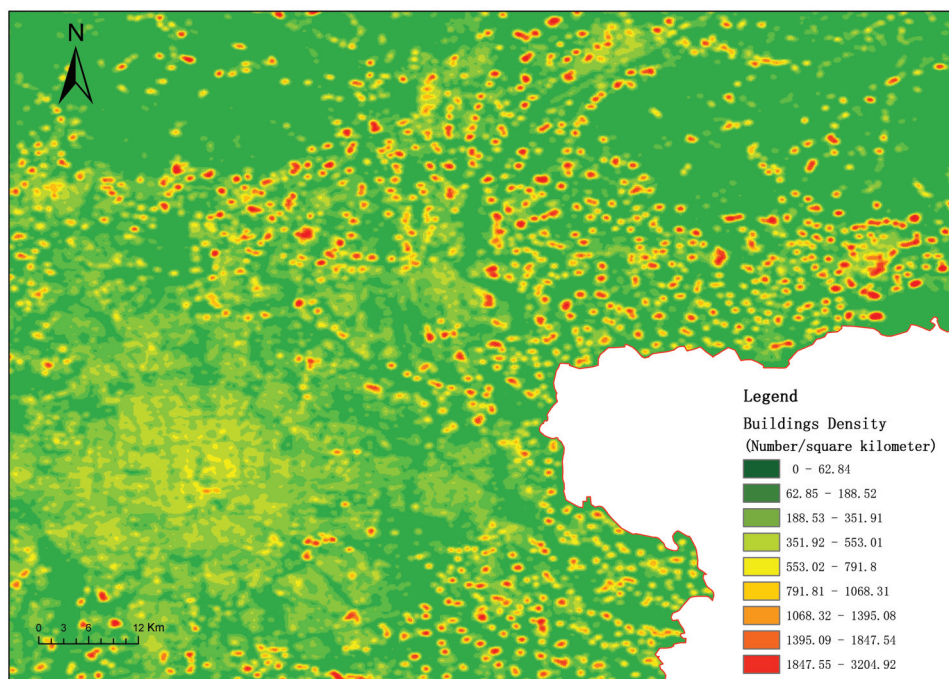 N
Legend
Buildings Density
(Number/square kilometer)
0 - 62.84
62.85 - 188.52
188.53 - 351.91
351.92 - 553.01
553.02 - 791.8
791.81 - 1068.31
1068.32 - 1395.08
1395.09 - 1847.54
1847.55 - 3204.92
0 3 6 12 Km